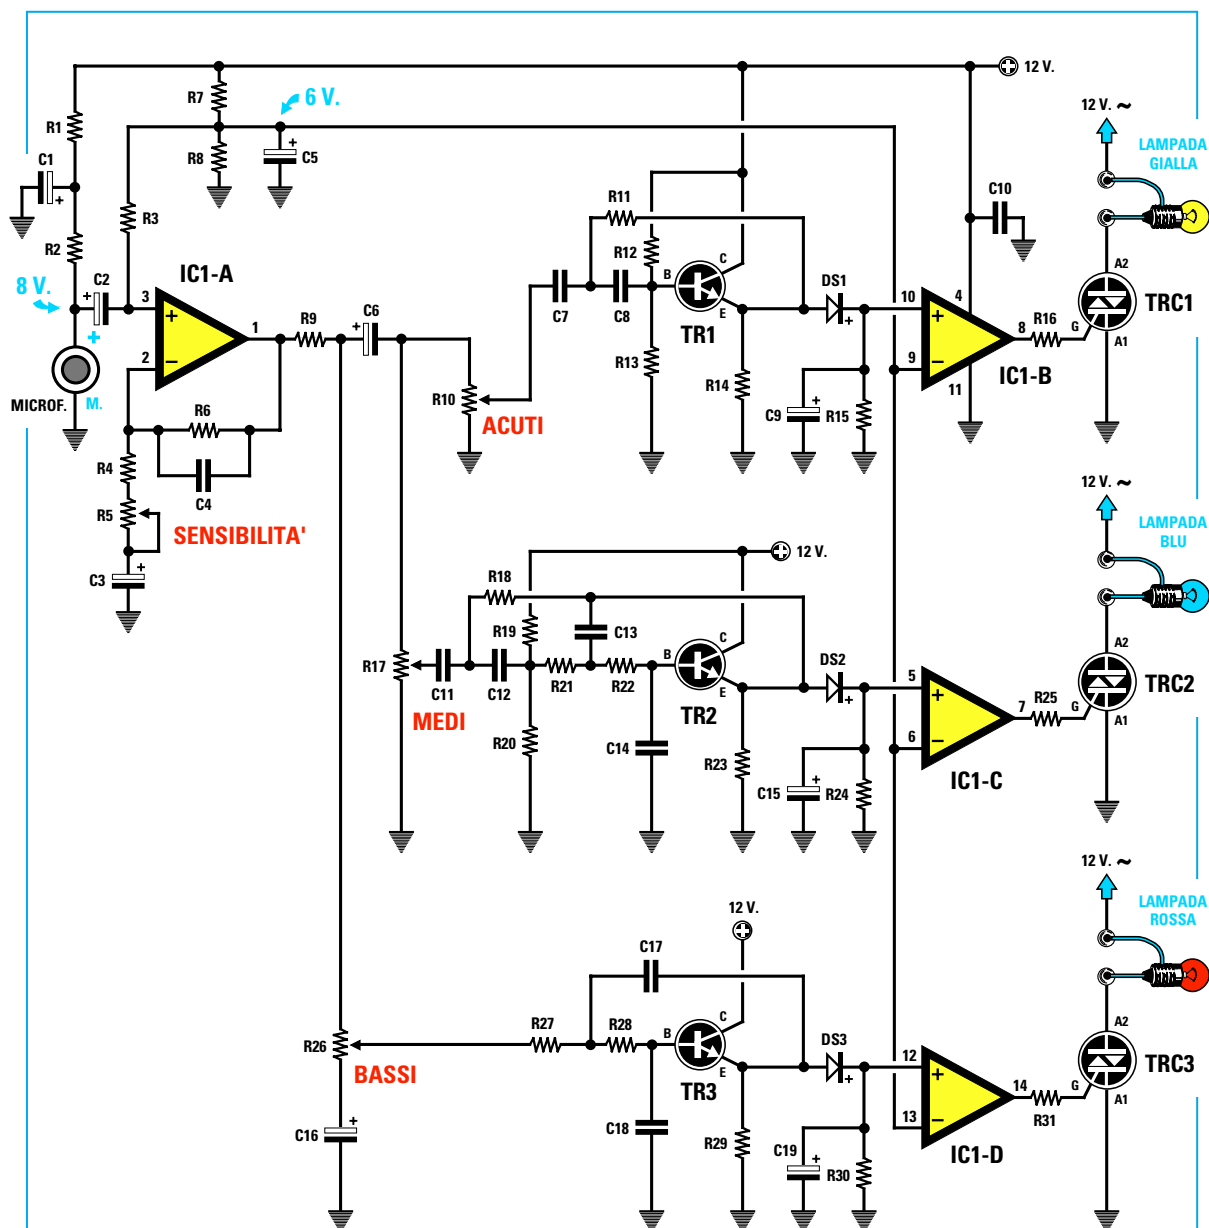 12 V.
R7
6 V.
R1
R8
C5
C1
R3
R2
8 V.
C2
IC1-A
3
1
2
R9
C6
MICROF.
M.
R6
C4
R4
R5
SENSIBILITA'
C3
R10
ACUTI
C7
C8
R11
R12
R13
B
C
E
TR1
R14
DS1
C9
R15
10
9
4
8
11
IC1-B
C10
R16
G
A2
A1
TRC1
12 V. ~
LAMPADA
GIALLA
12 V.
R18
R19
C13
R17
MEDI
C11
C12
R21
R22
R20
C14
B
C
E
TR2
R23
DS2
C15
R24
5
6
7
IC1-C
R25
G
A2
A1
TRC2
12 V. ~
LAMPADA
BLU
12 V.
C17
R26
BASSI
C16
R27
R28
C18
B
C
E
TR3
R29
DS3
C19
R30
12
13
14
IC1-D
R31
G
A2
A1
TRC3
12 V. ~
LAMPADA
ROSSA